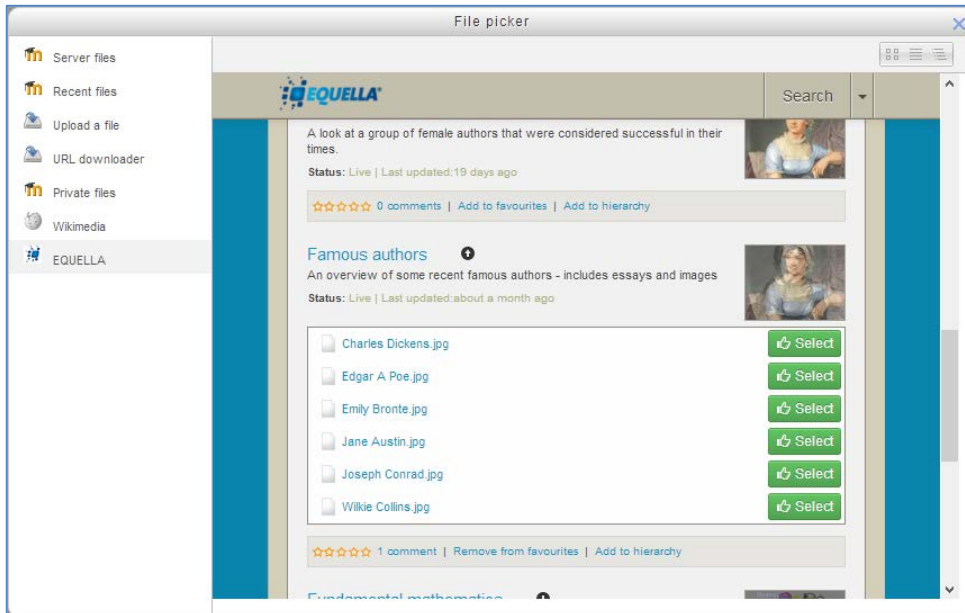 File picker
Server files
Recent files
Upload a file
URL downloader
Private files
Wikimedia
EQUELLA
EQUELLA
Search
A look at a group of female authors that were considered successful in their
times.
Status: Live | Last updated:19 days ago
0 comments | Add to favourites | Add to hierarchy
Famous authors
An overview of some recent famous authors - includes essays and images
Status: Live | Last updated:about a month ago
Charles Dickens.jpg Select
Edgar A Poe.jpg Select
Emily Bronte.jpg Select
Jane Austin.jpg Select
Joseph Conrad.jpg Select
Wilkie Collins.jpg Select
1 comment | Remove from favourites | Add to hierarchy
Fundamental mathematics